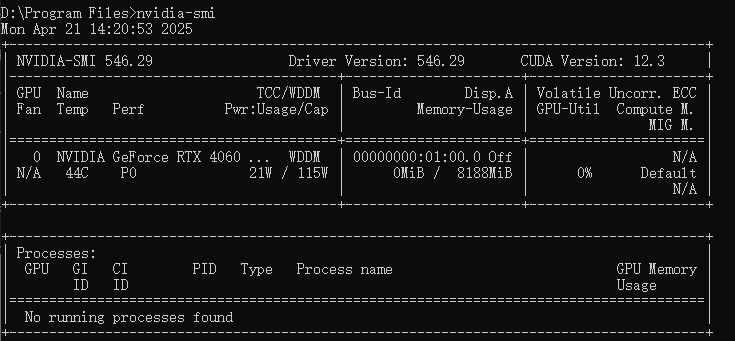 D:\Program Files>nvidia-smi
Mon Apr 21 14:20:53 2025
+---------------------------------------------------------------------------------------+
| NVIDIA-SMI 546.29                 Driver Version: 546.29       CUDA Version: 12.3     |
|-----------------------------------------+----------------------+----------------------+
| GPU  Name                     TCC/WDDM  | Bus-Id        Disp.A | Volatile Uncorr. ECC |
| Fan  Temp   Perf          Pwr:Usage/Cap |         Memory-Usage | GPU-Util  Compute M. |
|                                         |                      |               MIG M. |
|=========================================+======================+======================|
|   0  NVIDIA GeForce RTX 4060 ...  WDDM  | 00000000:01:00.0 Off |                  N/A |
| N/A   44C    P0              21W / 115W |      0MiB /  8188MiB |      0%      Default |
|                                         |                      |                  N/A |
+-----------------------------------------+----------------------+----------------------+
+---------------------------------------------------------------------------------------+
| Processes:                                                                            |
|  GPU   GI   CI        PID   Type   Process name                            GPU Memory |
|        ID   ID                                                             Usage      |
|=======================================================================================|
|  No running processes found                                                           |
+---------------------------------------------------------------------------------------+